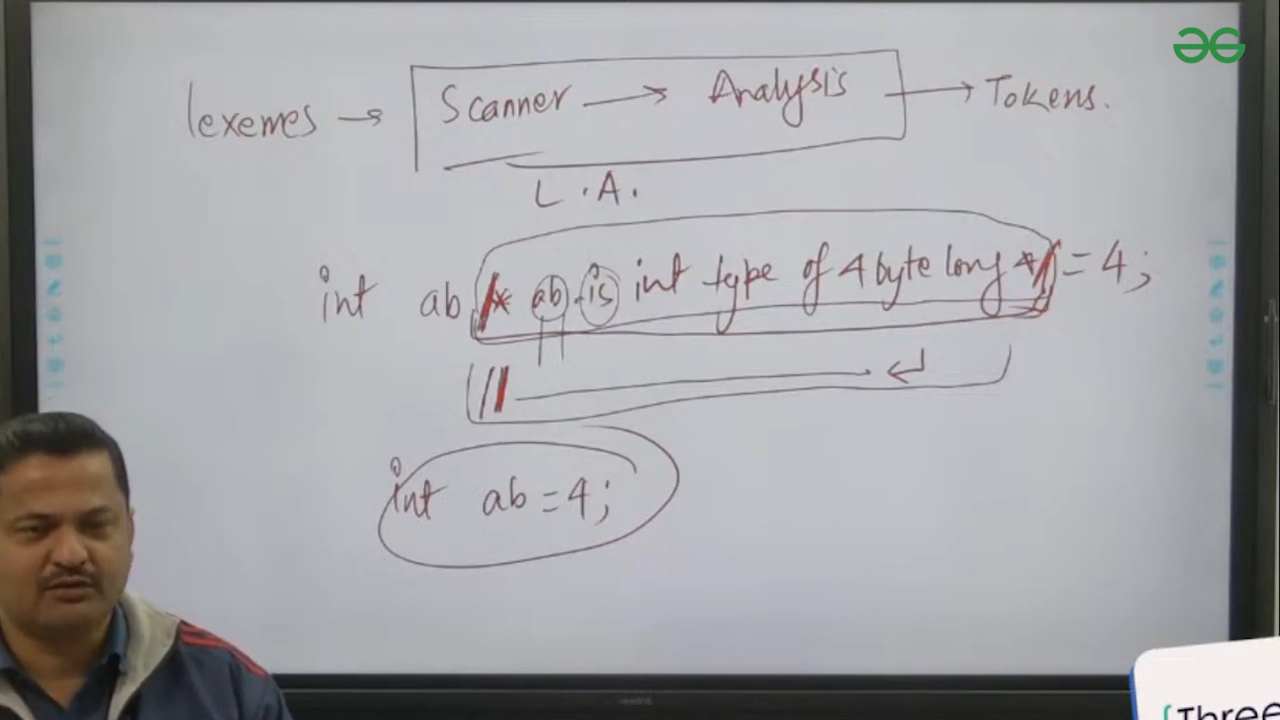 lexemes → Scanner → Analysis → Tokens.
L.A.
int ab /* ab is int type of 4 byte long */ = 4;
//
int ab = 4;
{Three